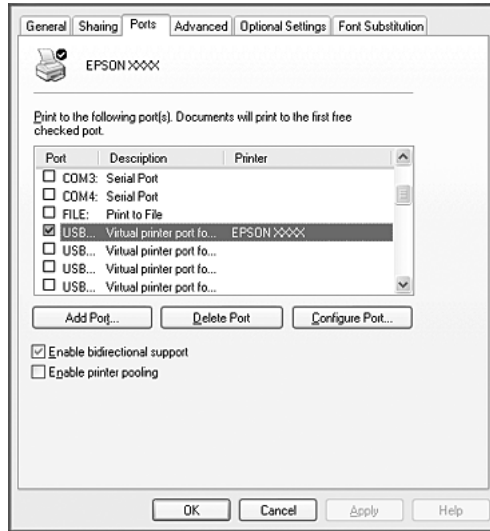 General Sharing Ports Advanced Optional Settings Font Substitution
EPSON XXXX
Print to the following port(s). Documents will print to the first free
checked port.
Port Description Printer
COM3: Serial Port
COM4: Serial Port
FILE: Print to File
USB... Virtual printer port fo... EPSON XXXX
USB... Virtual printer port fo...
USB... Virtual printer port fo...
USB... Virtual printer port fo...
Add Port... Delete Port Configure Port...
Enable bidirectional support
Enable printer pooling
OK Cancel Apply Help